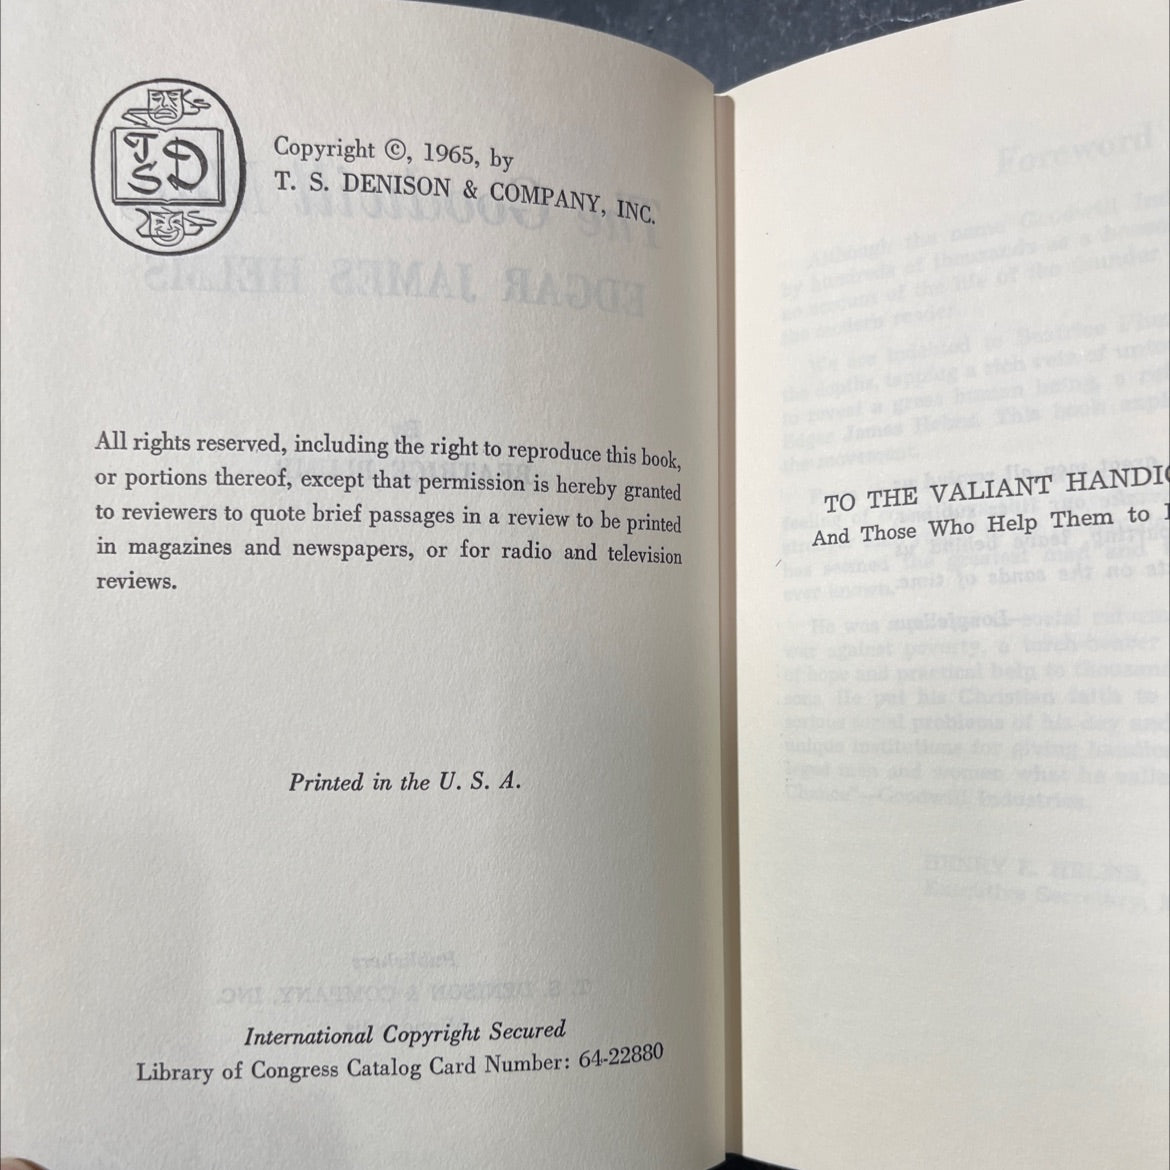 TSD
Copyright ©, 1965, by
T. S. DENISON & COMPANY, INC.
All rights reserved, including the right to reproduce this book,
or portions thereof, except that permission is hereby granted
to reviewers to quote brief passages in a review to be printed
in magazines and newspapers, or for radio and television
reviews.
Printed in the U. S. A.
International Copyright Secured
Library of Congress Catalog Card Number: 64-22880
TO THE VALIANT
And Those Who Help Them to